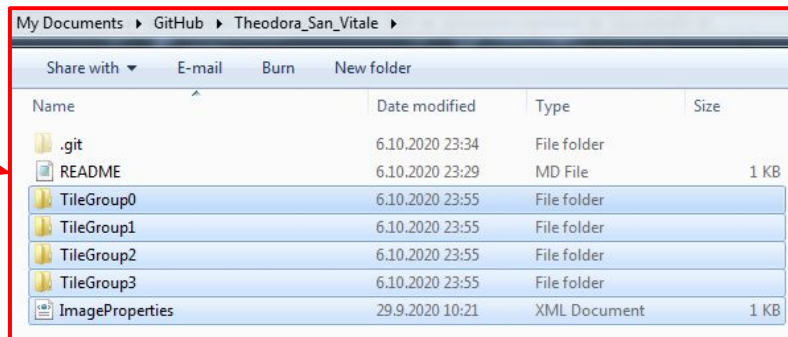 My Documents ▸ GitHub ▸ Theodora_San_Vitale ▸
Share with ▾ E-mail Burn New folder
Name Date modified Type Size
.git 6.10.2020 23:34 File folder
README 6.10.2020 23:29 MD File 1 KB
TileGroup0 6.10.2020 23:55 File folder
TileGroup1 6.10.2020 23:55 File folder
TileGroup2 6.10.2020 23:55 File folder
TileGroup3 6.10.2020 23:55 File folder
ImageProperties 29.9.2020 10:21 XML Document 1 KB